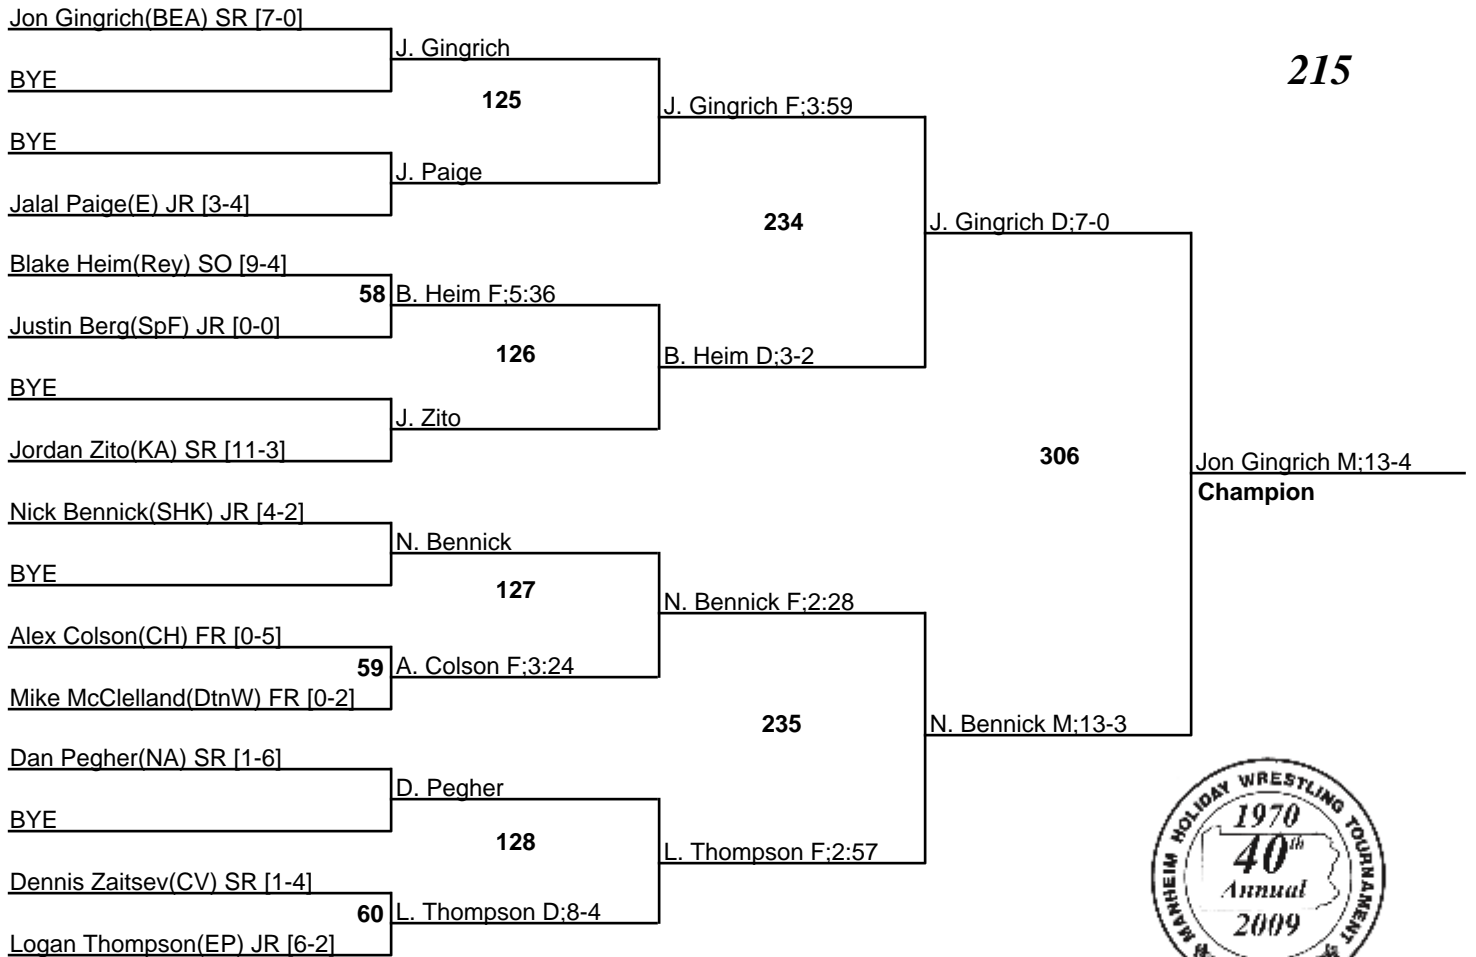 Jon Gingrich(BEA) SR [7-0]
J. Gingrich
BYE
125
J. Gingrich F;3:59
215
BYE
J. Paige
Jalal Paige(E) JR [3-4]
234
J. Gingrich D;7-0
Blake Heim(Rey) SO [9-4]
58 B. Heim F;5:36
Justin Berg(SpF) JR [0-0]
126
B. Heim D;3-2
BYE
J. Zito
Jordan Zito(KA) SR [11-3]
306
Jon Gingrich M;13-4
Champion
Nick Bennick(SHK) JR [4-2]
N. Bennick
BYE
127
N. Bennick F;2:28
Alex Colson(CH) FR [0-5]
59 A. Colson F;3:24
Mike McClelland(DtnW) FR [0-2]
235
N. Bennick M;13-3
Dan Pegher(NA) SR [1-6]
D. Pegher
BYE
128
L. Thompson F;2:57
Dennis Zaitsev(CV) SR [1-4]
60 L. Thompson D;8-4
Logan Thompson(EP) JR [6-2]
MANHEIM HOLIDAY WRESTLING TOURNAMENT
1970
40th
Annual
2009